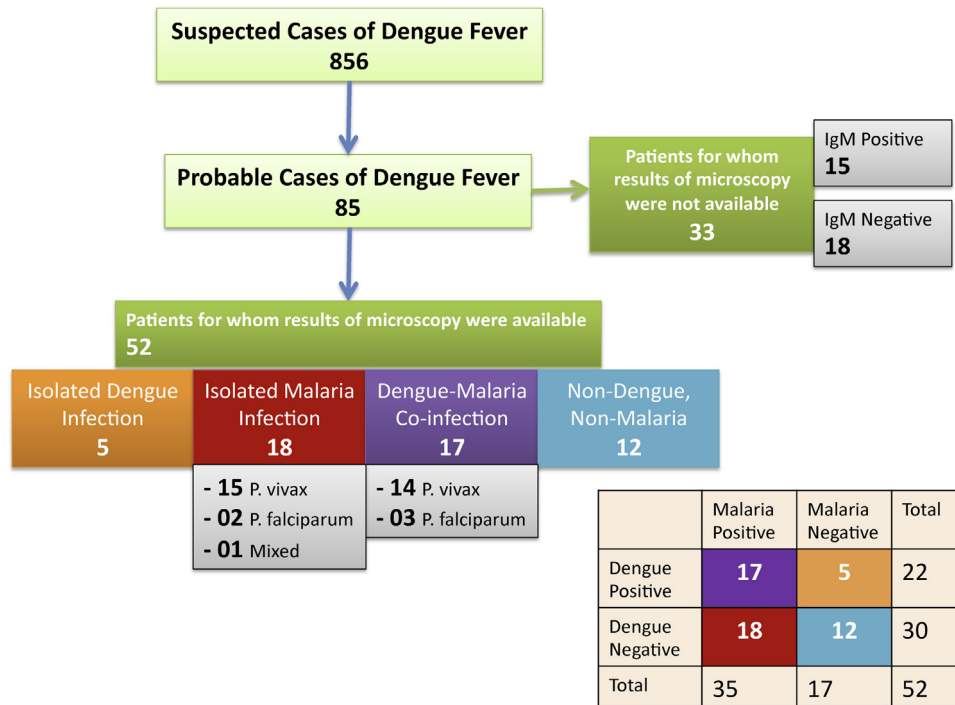 Suspected Cases of Dengue Fever
856
Probable Cases of Dengue Fever
85
Patients for whom
results of microscopy
were not available
33
IgM Positive
15
IgM Negative
18
Patients for whom results of microscopy were available
52
Isolated Dengue
Infection
5
Isolated Malaria
Infection
18
Dengue-Malaria
Co-infection
17
Non-Dengue,
Non-Malaria
12
- 15 P. vivax
- 02 P. falciparum
- 01 Mixed
- 14 P. vivax
- 03 P. falciparum
Malaria
Positive
Malaria
Negative
Total
Dengue
Positive
17
5
22
Dengue
Negative
18
12
30
Total
35
17
52